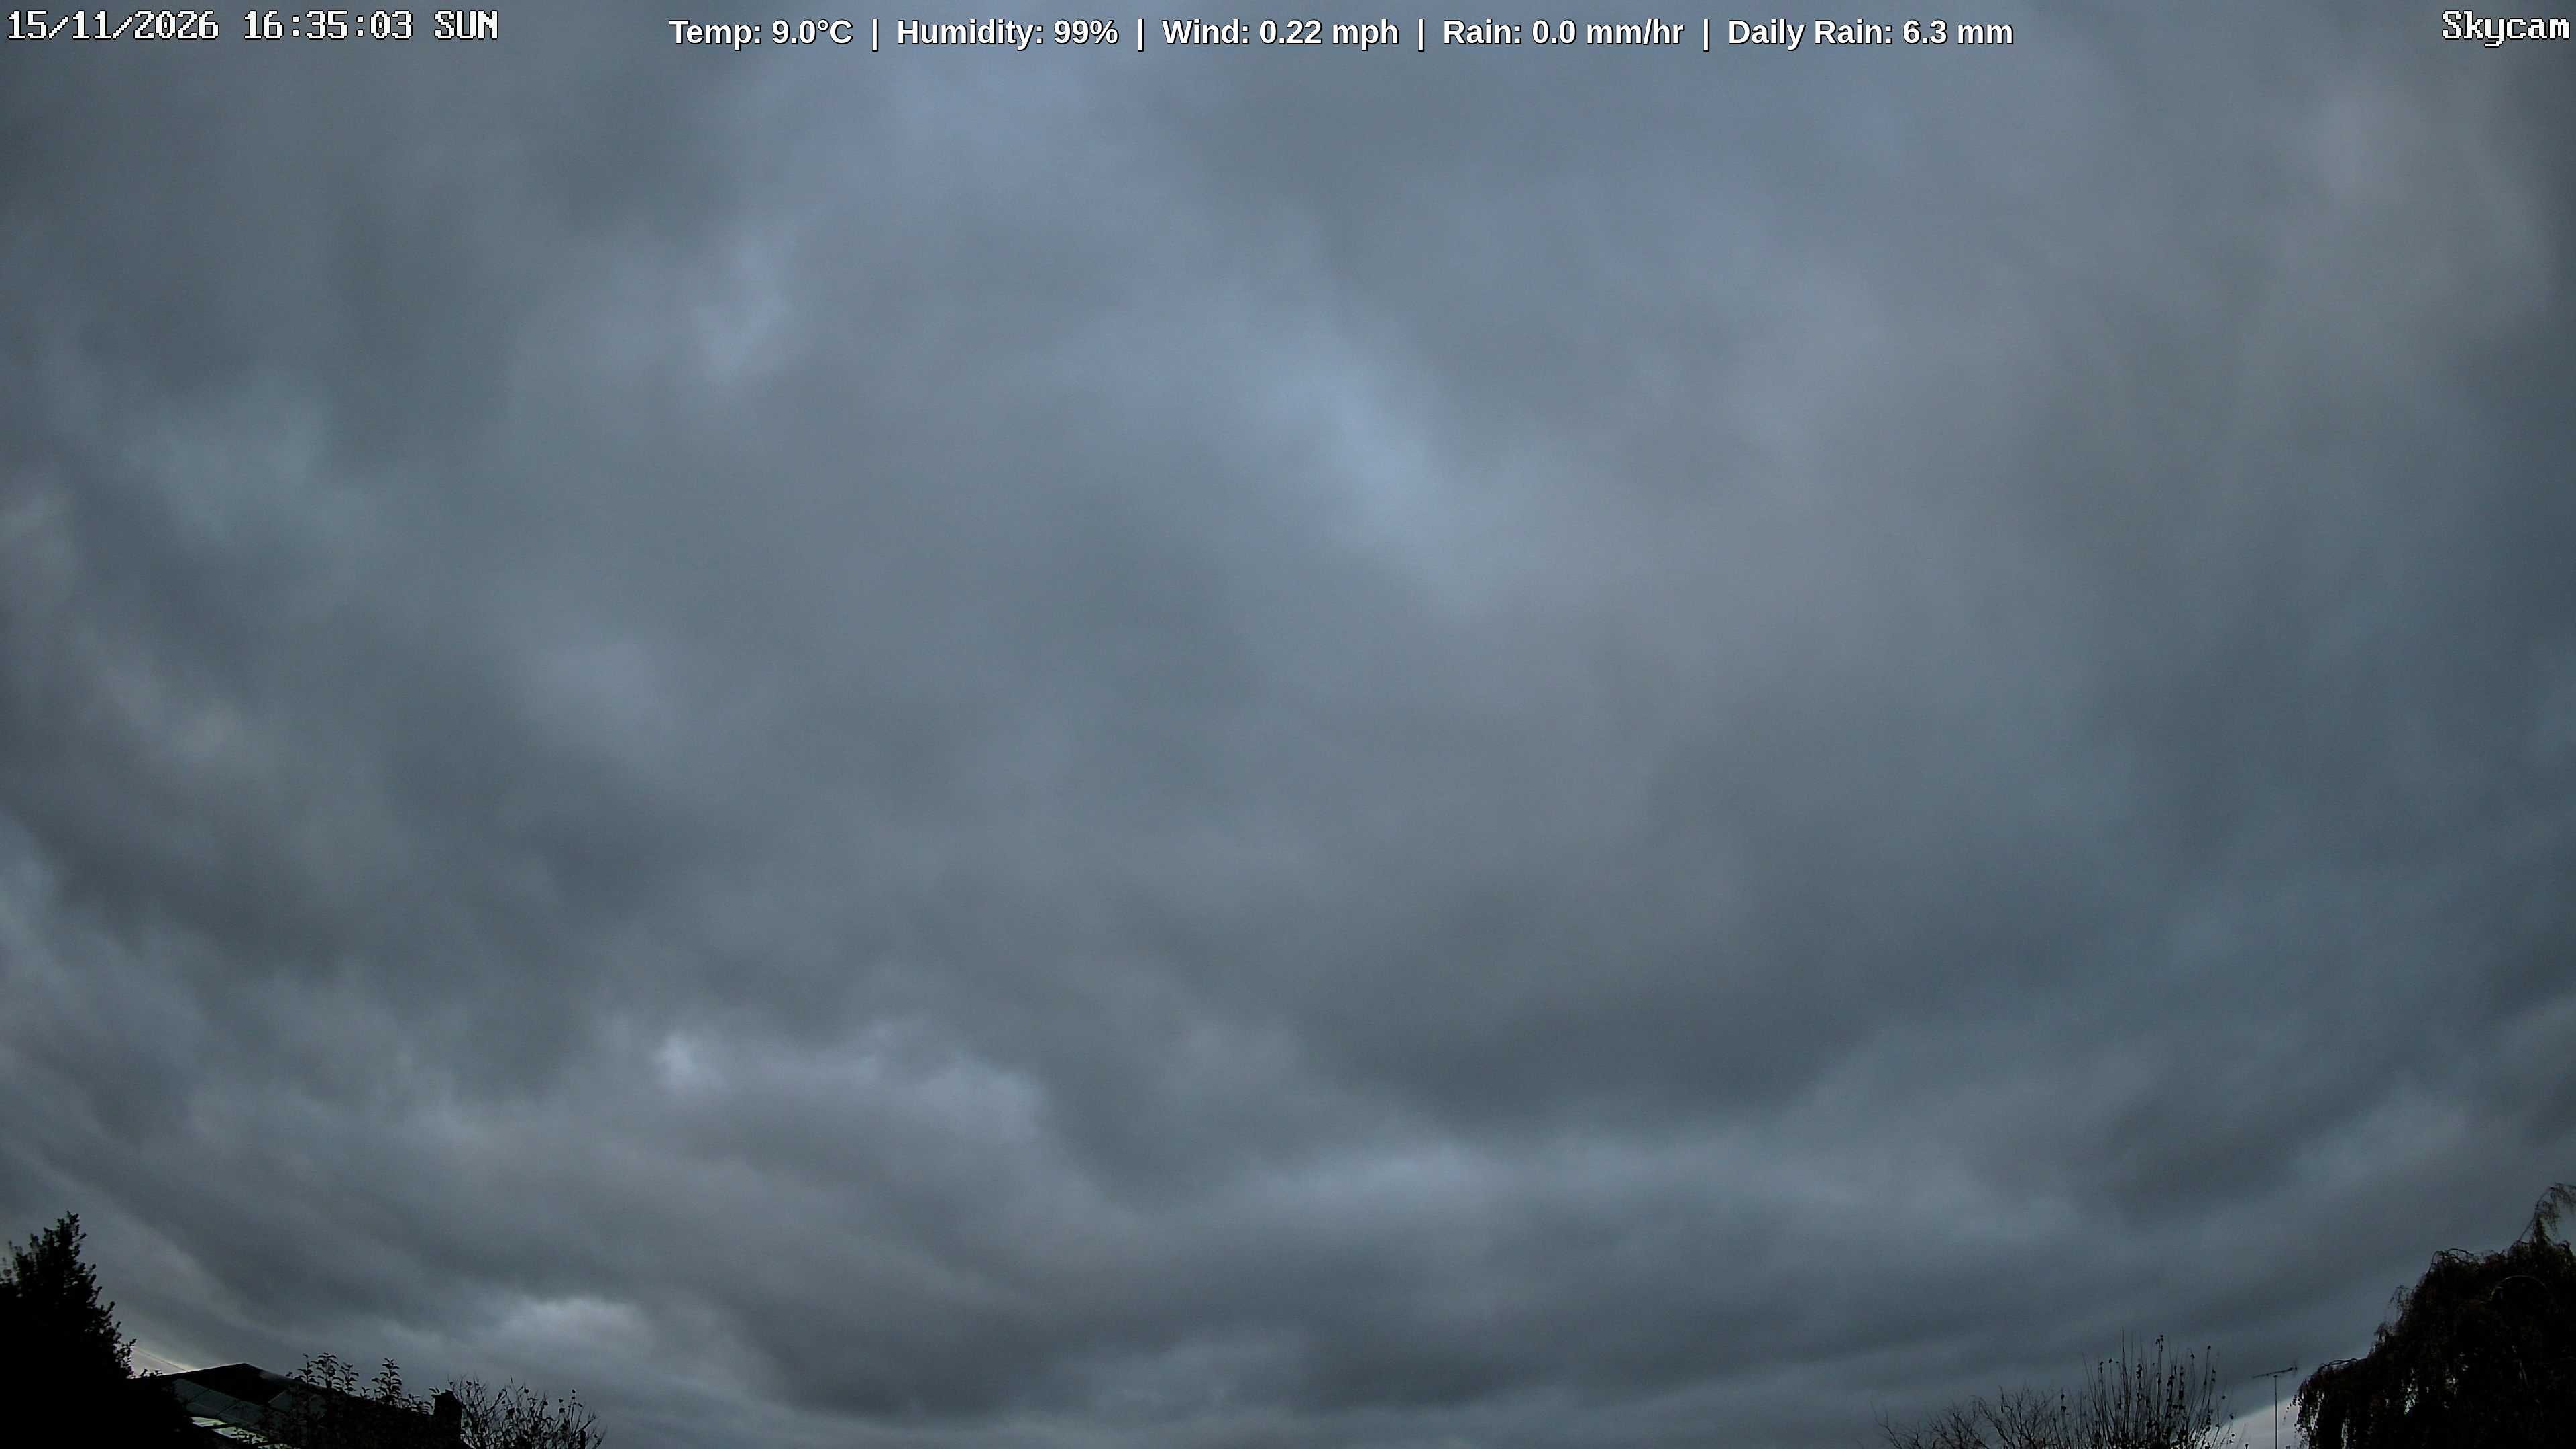 15/11/2026 16:35:03 SUN
Temp: 9.0°C | Humidity: 99% | Wind: 0.22 mph | Rain: 0.0 mm/hr | Daily Rain: 6.3 mm
Skycam